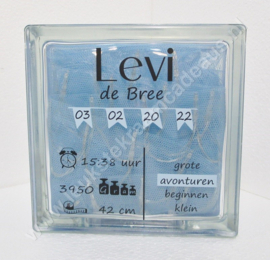 Levi
de Bree
03 02 20 22
15:38 uur
3950
42 cm
grote
avonturen
beginnen
klein